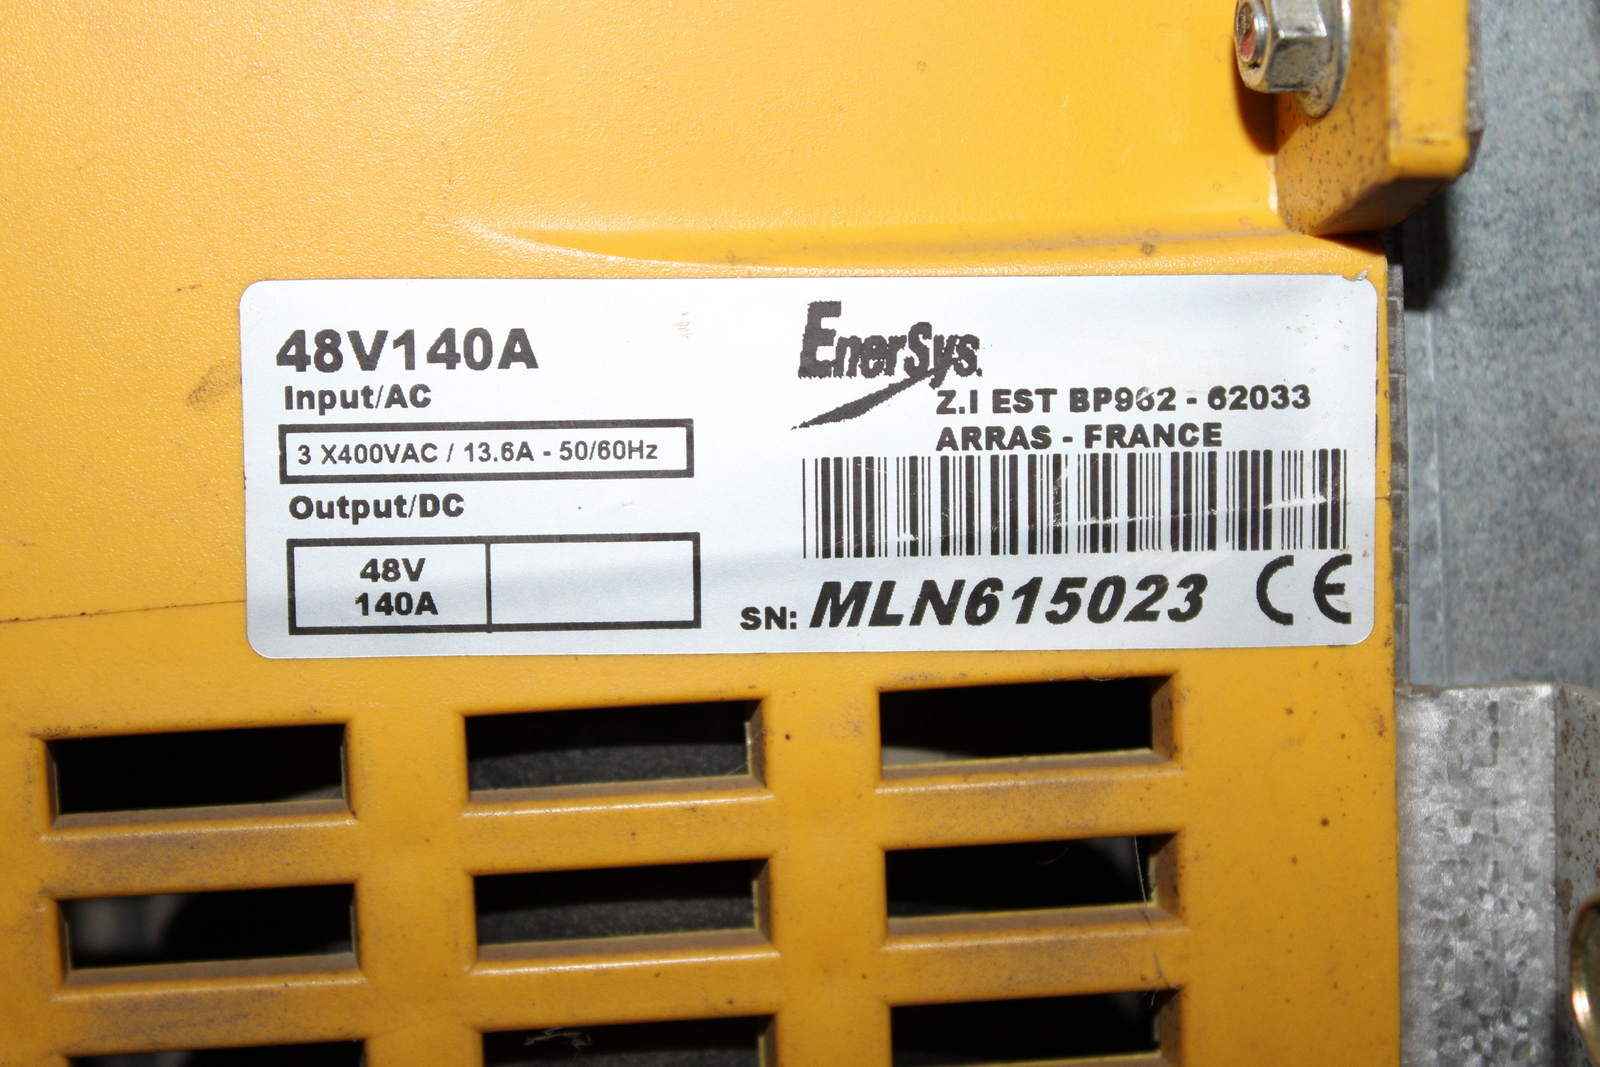 48V140A
Input/AC
3 X400VAC / 13.6A - 50/60Hz
Output/DC
48V
140A
EnerSys.
Z.I EST BP962 - 62033
ARRAS - FRANCE
SN: MLN615023
CE